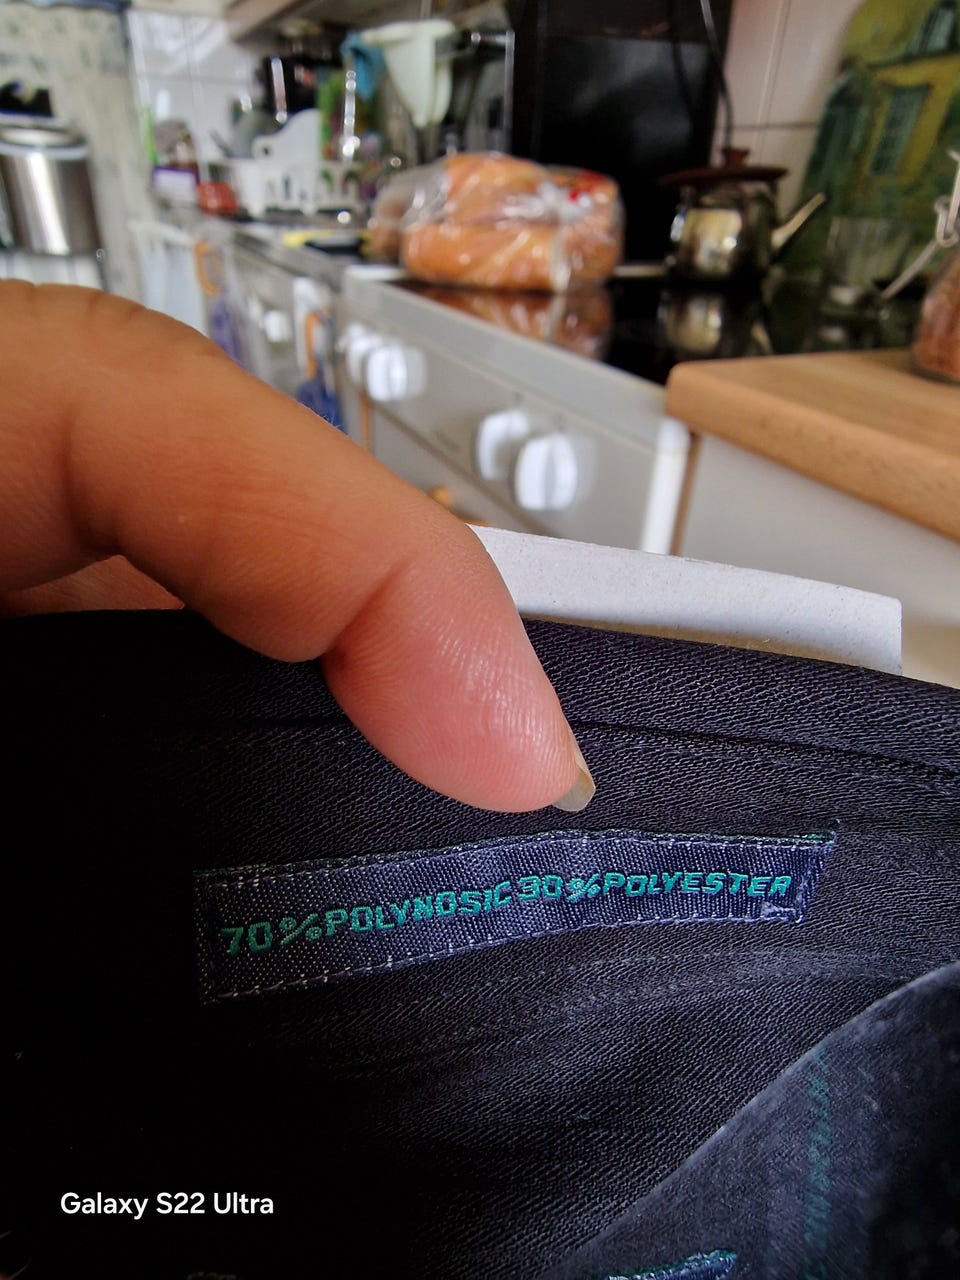 70%POLYNOSIC 30%POLYESTER
Galaxy S22 Ultra